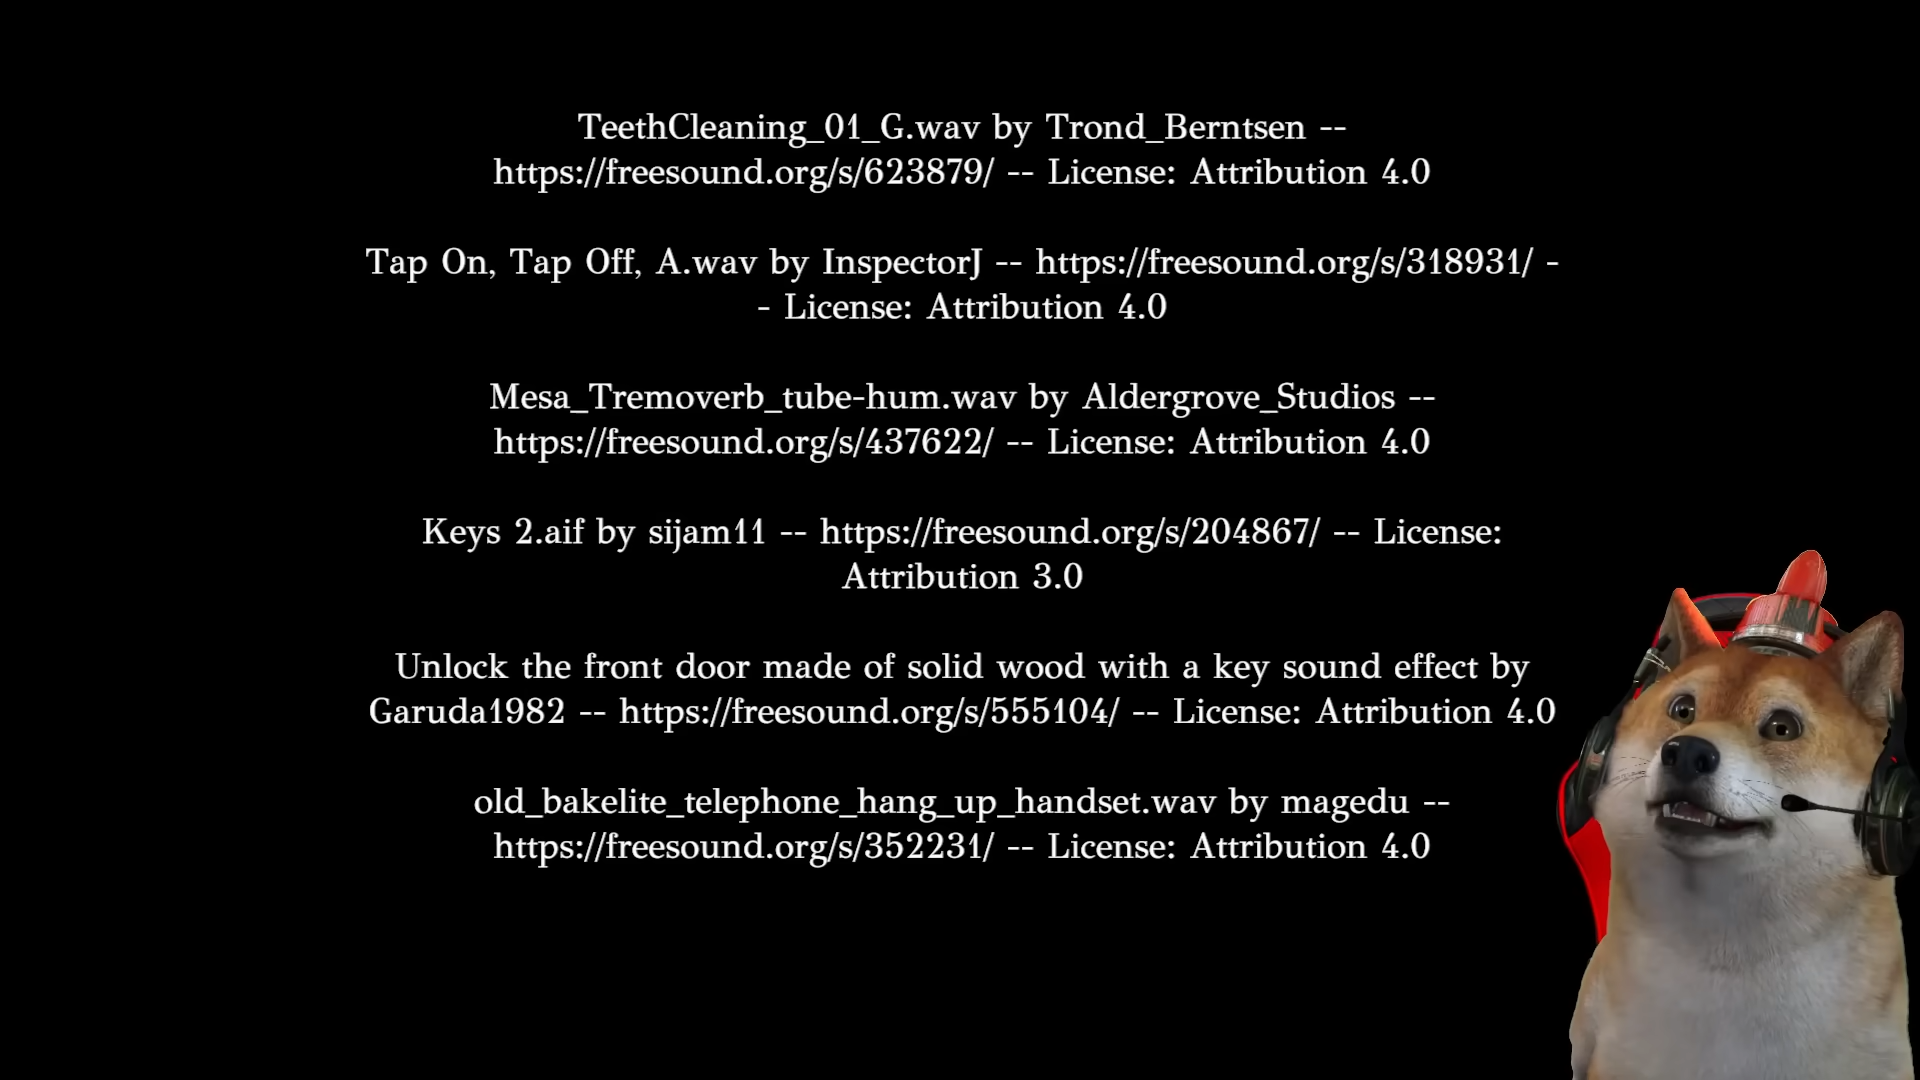 TeethCleaning_01_G.wav by Trond_Berntsen --
https://freesound.org/s/623879/ -- License: Attribution 4.0
Tap On, Tap Off, A.wav by InspectorJ -- https://freesound.org/s/318931/ -
- License: Attribution 4.0
Mesa_Tremoverb_tube-hum.wav by Aldergrove_Studios --
https://freesound.org/s/437622/ -- License: Attribution 4.0
Keys 2.aif by sijam11 -- https://freesound.org/s/204867/ -- License:
Attribution 3.0
Unlock the front door made of solid wood with a key sound effect by
Garuda1982 -- https://freesound.org/s/555104/ -- License: Attribution 4.0
old_bakelite_telephone_hang_up_handset.wav by magedu --
https://freesound.org/s/352231/ -- License: Attribution 4.0